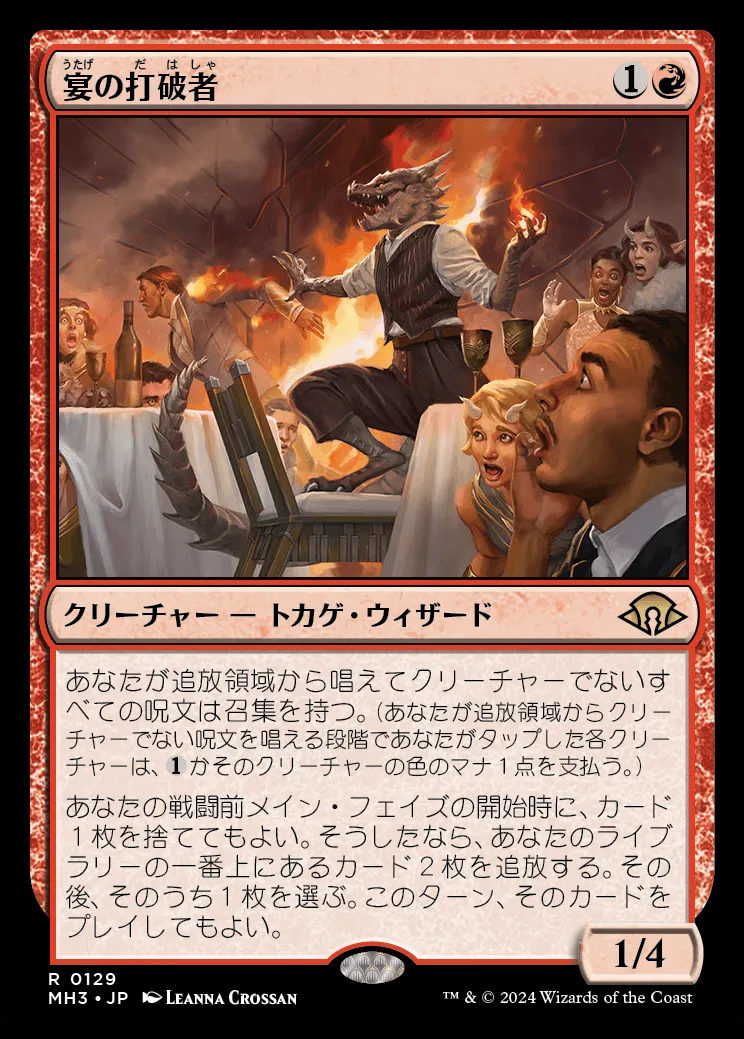 うたげ だはしゃ
宴の打破者 1
クリーチャー — トカゲ・ウィザード
あなたが追放領域から唱えてクリーチャーでないす
べての呪文は召集を持つ。(あなたが追放領域からクリー
チャーでない呪文を唱える段階であなたがタップした各クリー
チャーは、1かそのクリーチャーの色のマナ1点を支払う。)
あなたの戦闘前メイン・フェイズの開始時に、カード
1枚を捨ててもよい。そうしたなら、あなたのライブ
ラリーの一番上にあるカード2枚を追放する。その
後、そのうち1枚を選ぶ。このターン、そのカードを
プレイしてもよい。
1/4
R 0129
MH3 • JP LEANNA CROSSAN
™ & © 2024 Wizards of the Coast